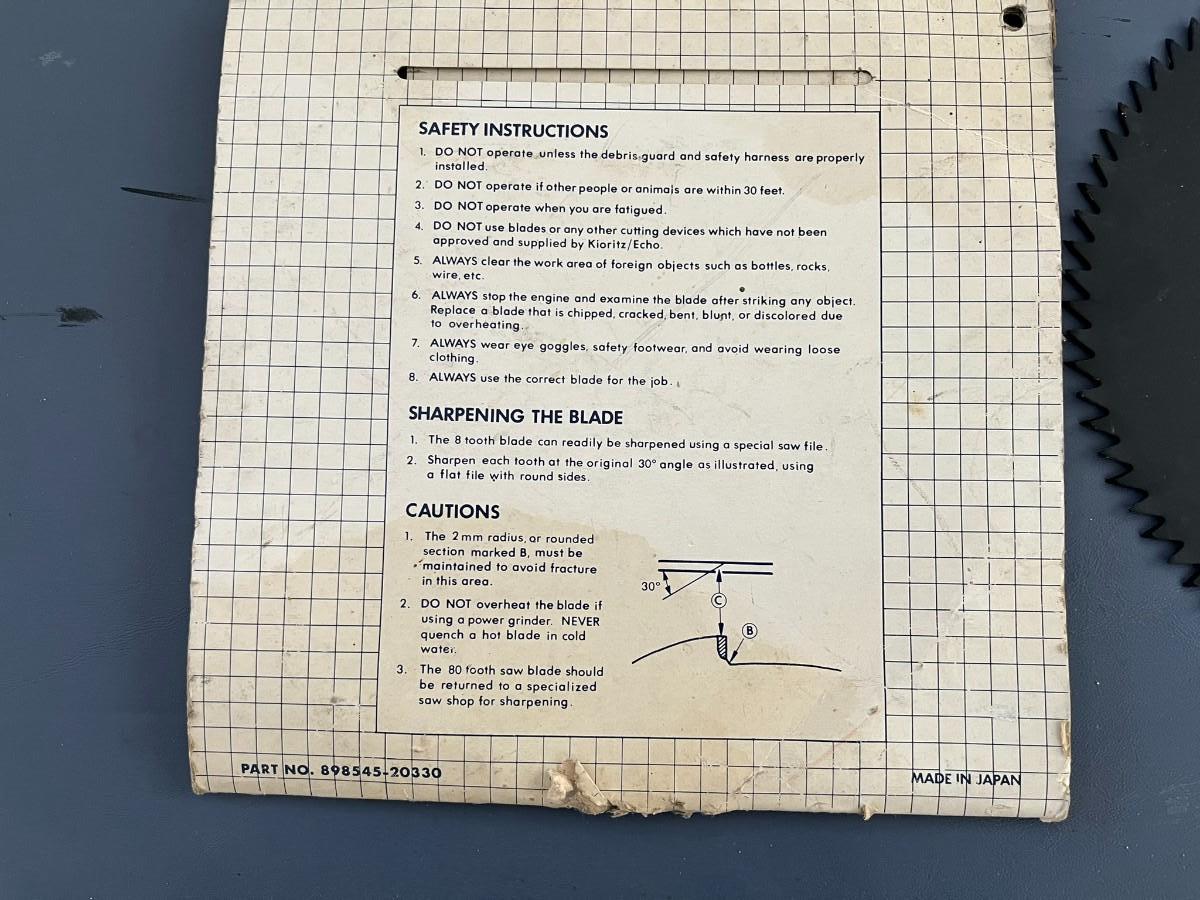 SAFETY INSTRUCTIONS
1. DO NOT operate unless the debris guard and safety harness are properly
installed.
2. DO NOT operate if other people or animals are within 30 feet.
3. DO NOT operate when you are fatigued.
4. DO NOT use blades or any other cutting devices which have not been
approved and supplied by Kioritz/Echo.
5. ALWAYS clear the work area of foreign objects such as bottles, rocks,
wire, etc.
6. ALWAYS stop the engine and examine the blade after striking any object.
Replace a blade that is chipped, cracked, bent, blunt, or discolored due
to overheating.
7. ALWAYS wear eye goggles, safety footwear, and avoid wearing loose
clothing.
8. ALWAYS use the correct blade for the job.
SHARPENING THE BLADE
1. The 8 tooth blade can readily be sharpened using a special saw file.
2. Sharpen each tooth at the original 30° angle as illustrated, using
a flat file with round sides.
CAUTIONS
1. The 2mm radius, or rounded
section marked B, must be
maintained to avoid fracture
in this area.
2. DO NOT overheat the blade if
using a power grinder. NEVER
quench a hot blade in cold
water.
3. The 80 tooth saw blade should
be returned to a specialized
saw shop for sharpening.
30°
C
B
PART NO. 898545-20330
MADE IN JAPAN